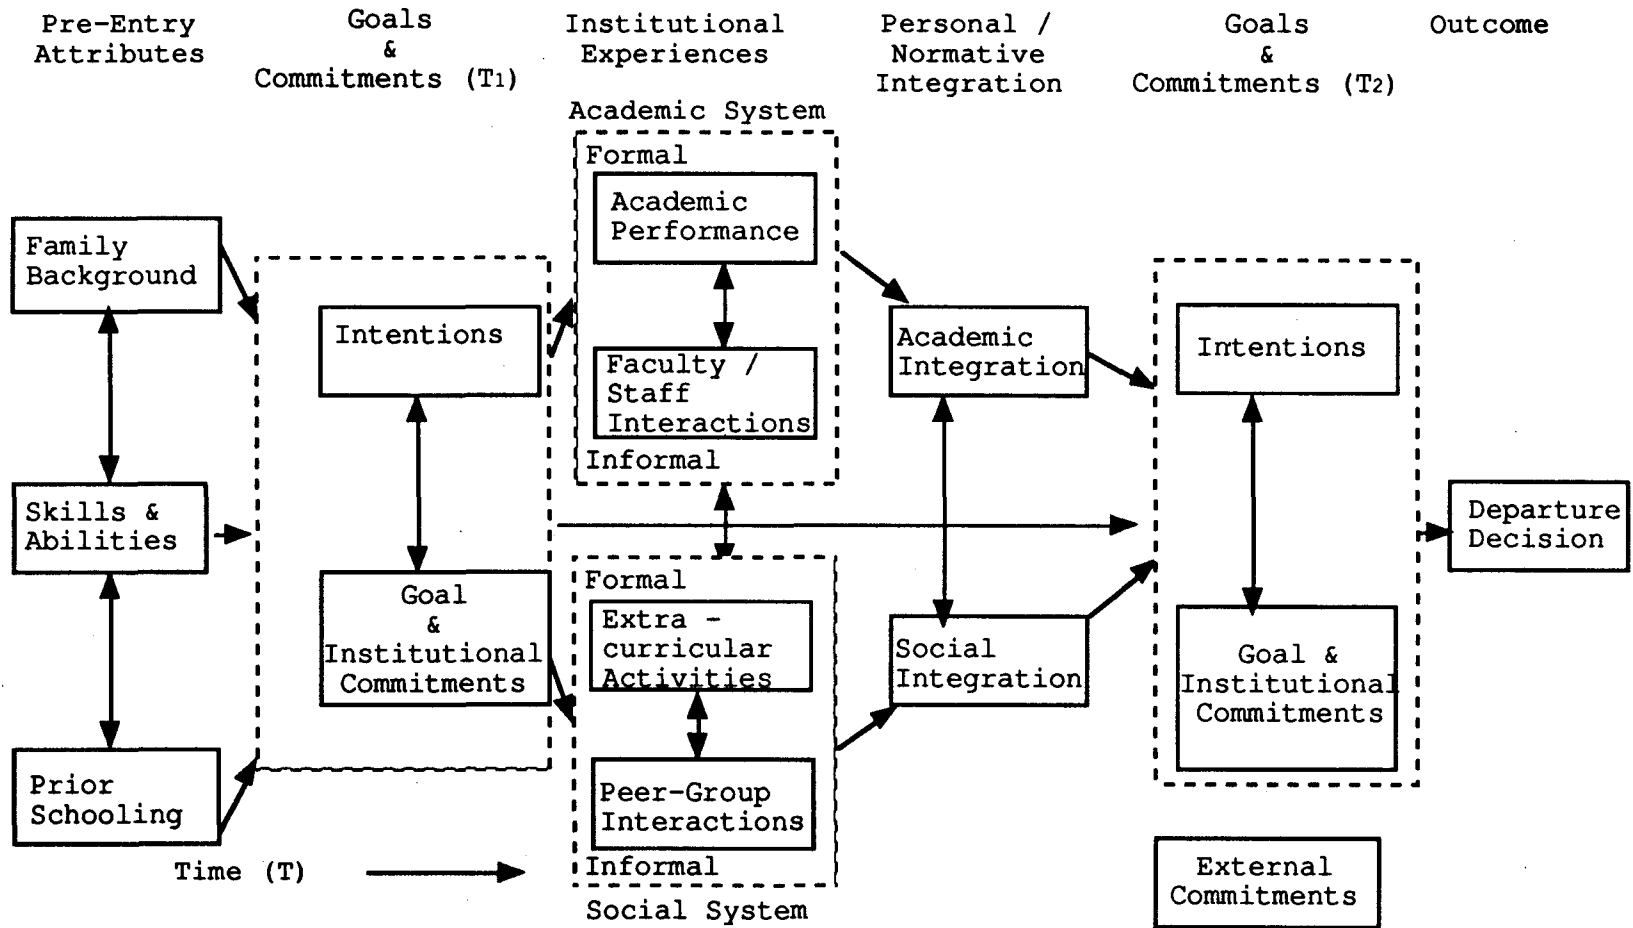 Pre-Entry
Attributes
Goals
&
Commitments (T1)
Institutional
Experiences
Personal /
Normative
Integration
Goals
&
Commitments (T2)
Outcome
Academic System
Formal
Academic
Performance
Faculty /
Staff
Interactions
Informal
Family
Background
Skills &
Abilities
Prior
Schooling
Intentions
Goal
&
Institutional
Commitments
Formal
Extra -
curricular
Activities
Peer-Group
Interactions
Informal
Social System
Academic
Integration
Social
Integration
Intentions
Goal &
Institutional
Commitments
Departure
Decision
External
Commitments
Time (T)